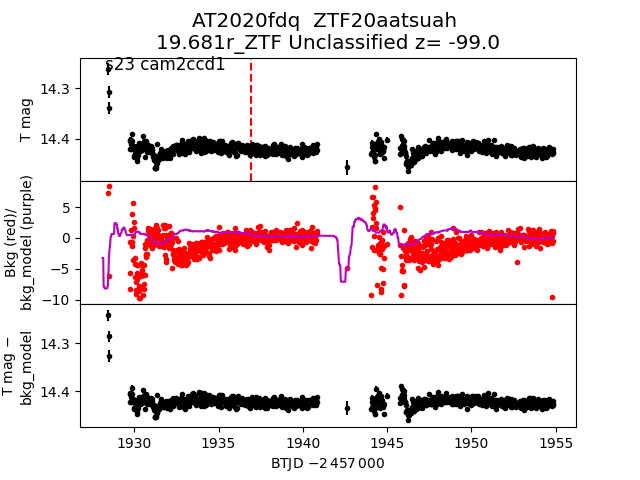 AT2020fdq ZTF20aatsuah
19.681r_ZTF Unclassified z= -99.0
s23 cam2ccd1
T mag
14.3
14.4
Bkg (red)/
bkg_model (purple)
5
0
−5
−10
T mag −
bkg_model
14.3
14.4
1930 1935 1940 1945 1950 1955
BTJD −2 457 000